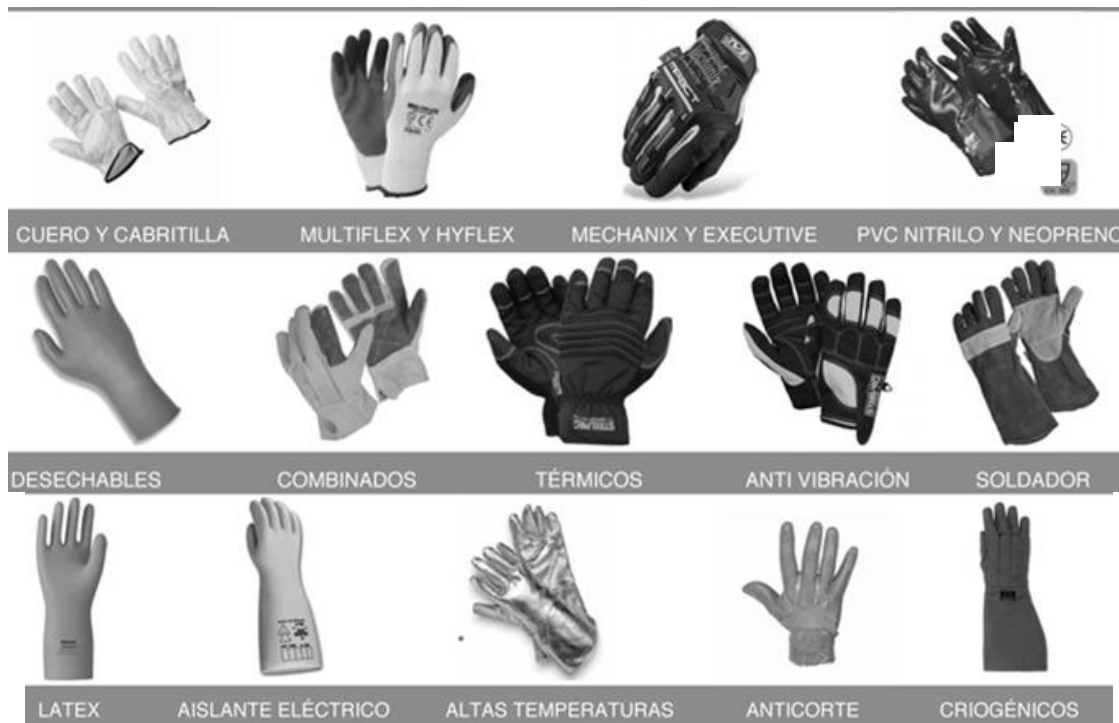 CUERO Y CABRITILLA MULTIFLEX Y HYFLEX MECHANIX Y EXECUTIVE PVC NITRILO Y NEOPRENO
DESECHABLES COMBINADOS TÉRMICOS ANTI VIBRACIÓN SOLDADOR
LATEX AISLANTE ELÉCTRICO ALTAS TEMPERATURAS ANTICORTE CRIOGÉNICOS